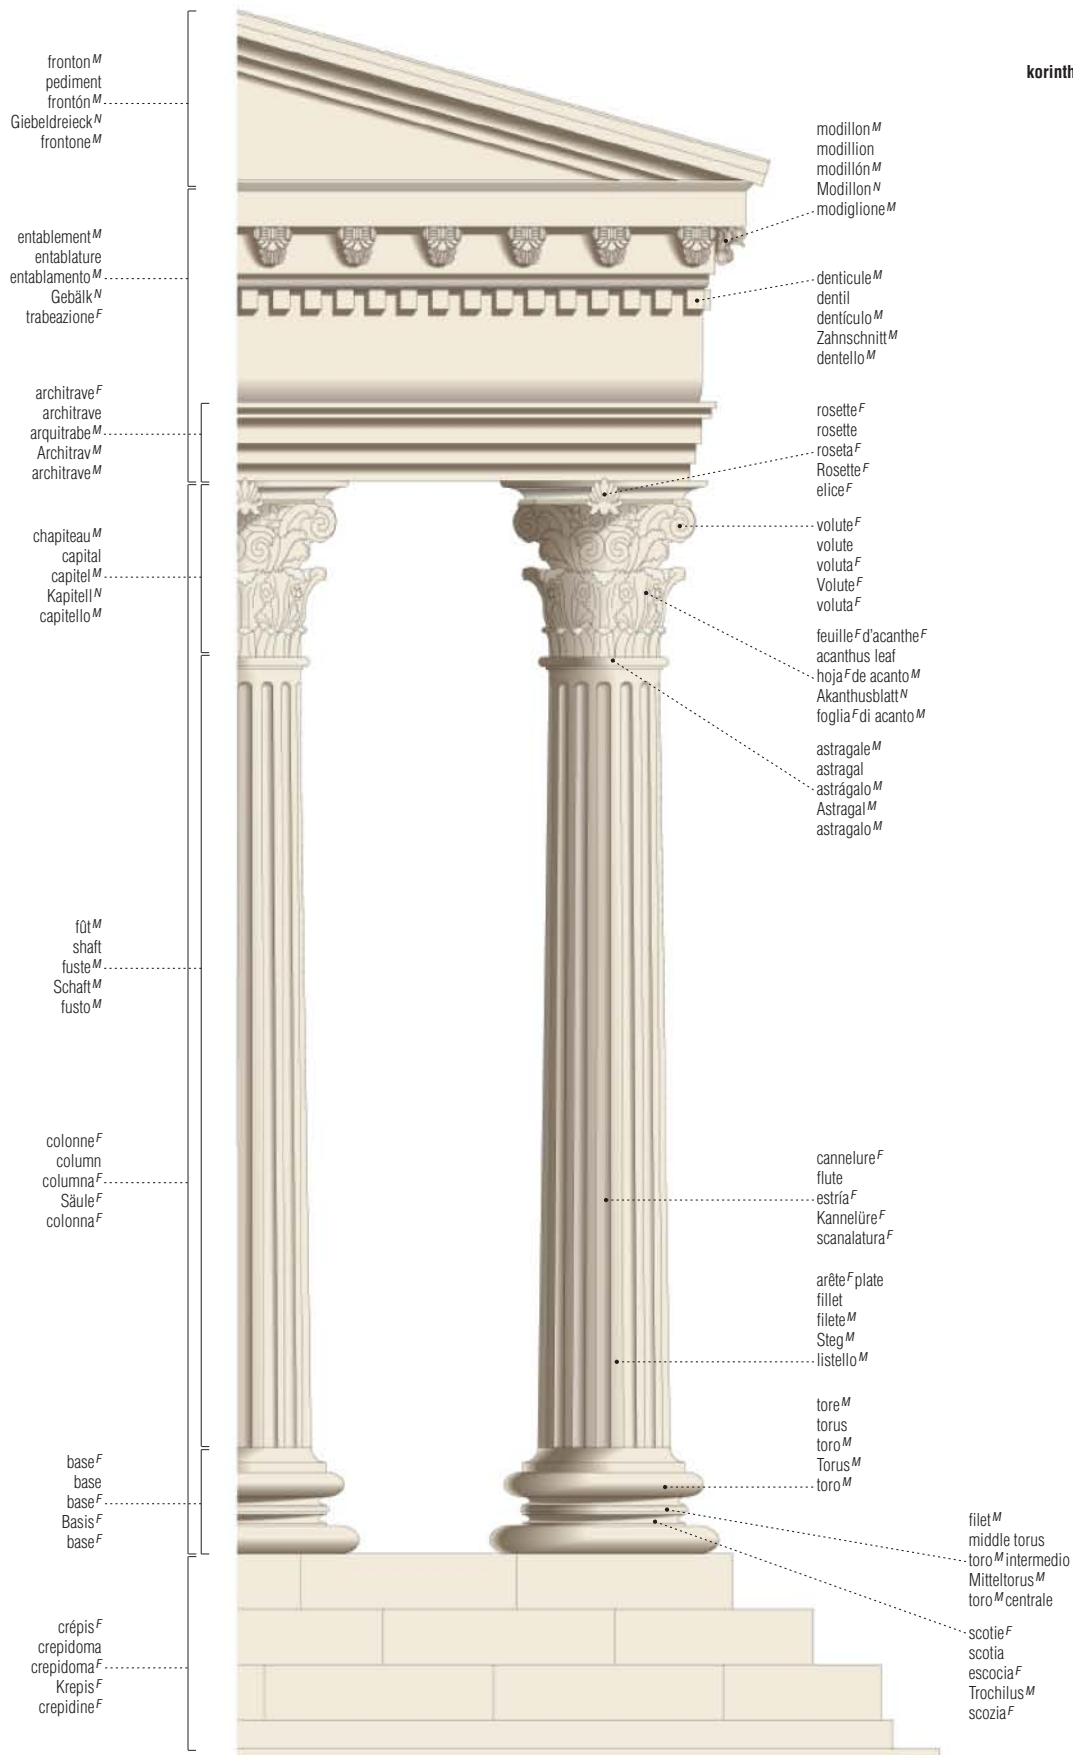 korinth
fronton M
pediment
frontón M
Giebeldreieck N
frontone M
modillon M
modillion
modillón M
Modillon N
modiglione M
entablement M
entablature
entablamento M
Gebälk N
trabeazione F
denticule M
dentil
dentículo M
Zahnschnitt M
dentello M
architrave F
architrave
arquitrabe M
Architrav M
architrave M
rosette F
rosette
roseta F
Rosette F
elice F
chapiteau M
capital
capitel M
Kapitell N
capitello M
volute F
volute
voluta F
Volute F
voluta F
feuille F d'acanthe F
acanthus leaf
hoja F de acanto M
Akanthusblatt N
foglia F di acanto M
astragale M
astragal
astrágalo M
Astragal M
astragalo M
fût M
shaft
fuste M
Schaft M
fusto M
colonne F
column
columna F
Säule F
colonna F
cannelure F
flute
estría F
Kannelüre F
scanalatura F
arête F plate
fillet
filete M
Steg M
listello M
tore M
torus
toro M
Torus M
toro M
base F
base
base F
Basis F
base F
filet M
middle torus
toro M intermedio
Mitteltorus M
toro M centrale
crépis F
crepidoma
crepidoma F
Krepis F
crepidine F
scotie F
scotia
escocia F
Trochilus M
scozia F